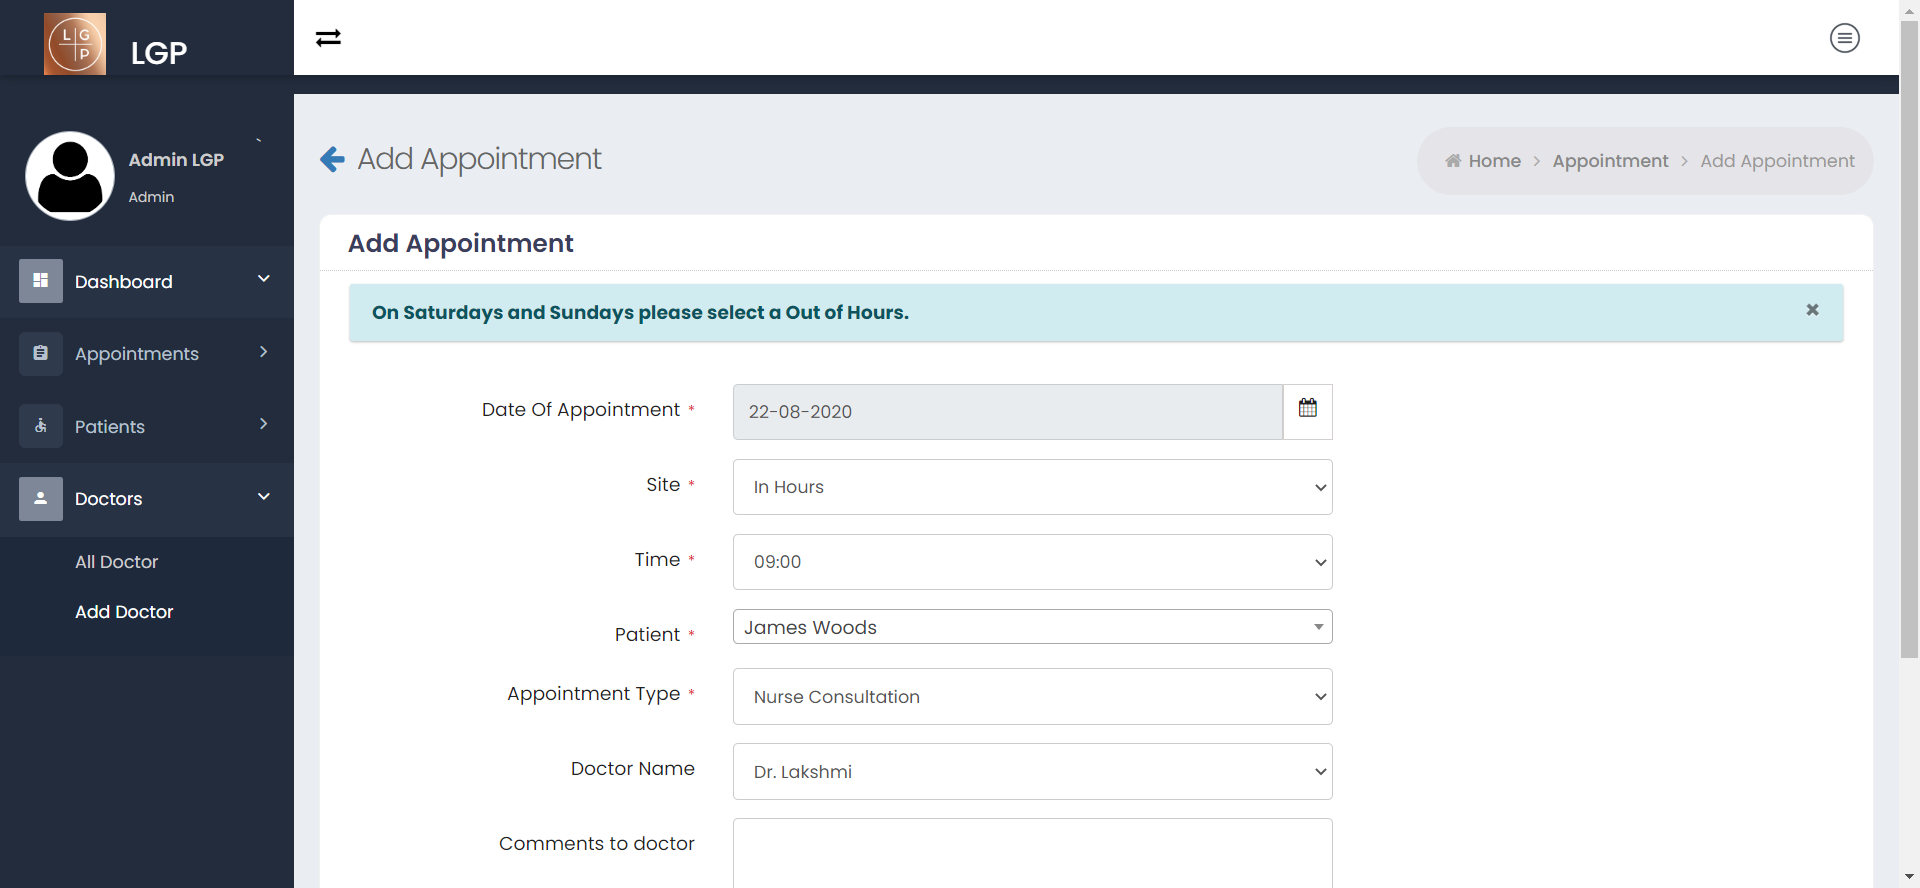 L G
P
LGP
Admin LGP
Admin
Dashboard
Appointments
Patients
Doctors
All Doctor
Add Doctor
Add Appointment
Home > Appointment > Add Appointment
Add Appointment
On Saturdays and Sundays please select a Out of Hours.
×
Date Of Appointment *
22-08-2020
Site *
In Hours
Time *
09:00
Patient *
James Woods
Appointment Type *
Nurse Consultation
Doctor Name
Dr. Lakshmi
Comments to doctor